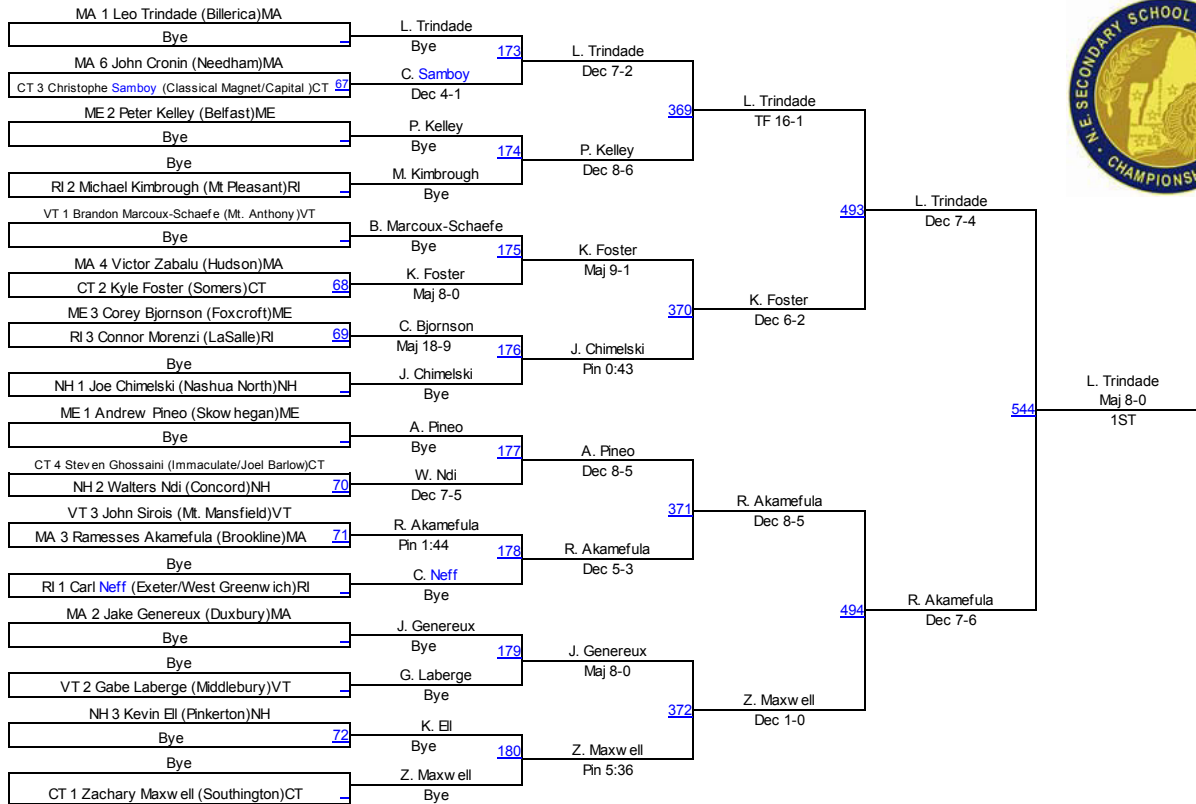 MA 1 Leo Trindade (Billerica)MA
Bye
MA 6 John Cronin (Needham)MA
CT 3 Christophe Samboy (Classical Magnet/Capital )CT 67
ME 2 Peter Kelley (Belfast)ME
Bye
Bye
RI 2 Michael Kimbrough (Mt Pleasant)RI
VT 1 Brandon Marcoux-Schaefe (Mt. Anthony)VT
Bye
MA 4 Victor Zabalu (Hudson)MA
CT 2 Kyle Foster (Somers)CT 68
ME 3 Corey Bjornson (Foxcroft)ME
RI 3 Connor Morenzi (LaSalle)RI 69
Bye
NH 1 Joe Chimelski (Nashua North)NH
ME 1 Andrew Pineo (Skowhegan)ME
Bye
CT 4 Steven Ghossaini (Immaculate/Joel Barlow)CT
NH 2 Walters Ndi (Concord)NH 70
VT 3 John Sirois (Mt. Mansfield)VT
MA 3 Ramesses Akamefula (Brookline)MA 71
Bye
RI 1 Carl Neff (Exeter/West Greenwich)RI
MA 2 Jake Genereux (Duxbury)MA
Bye
Bye
VT 2 Gabe Laberge (Middlebury)VT
NH 3 Kevin Ell (Pinkerton)NH
Bye 72
Bye
CT 1 Zachary Maxwell (Southington)CT
L. Trindade
Bye 173
C. Samboy
Dec 4-1
P. Kelley
Bye 174
M. Kimbrough
Bye
B. Marcoux-Schaefe
Bye 175
K. Foster
Maj 8-0
C. Bjornson
Maj 18-9 176
J. Chimelski
Bye
A. Pineo
Bye 177
W. Ndi
Dec 7-5
R. Akamefula
Pin 1:44 178
C. Neff
Bye
J. Genereux
Bye 179
G. Laberge
Bye
K. Ell
Bye 180
Z. Maxwell
Bye
L. Trindade
Dec 7-2
369
P. Kelley
Dec 8-6
K. Foster
Maj 9-1
370
J. Chimelski
Pin 0:43
A. Pineo
Dec 8-5
371
R. Akamefula
Dec 5-3
J. Genereux
Maj 8-0
372
Z. Maxwell
Pin 5:36
L. Trindade
TF 16-1
493
K. Foster
Dec 6-2
R. Akamefula
Dec 8-5
494
Z. Maxwell
Dec 1-0
L. Trindade
Dec 7-4
544
R. Akamefula
Dec 7-6
L. Trindade
Maj 8-0
1ST
N. E. SECONDARY SCHOOL